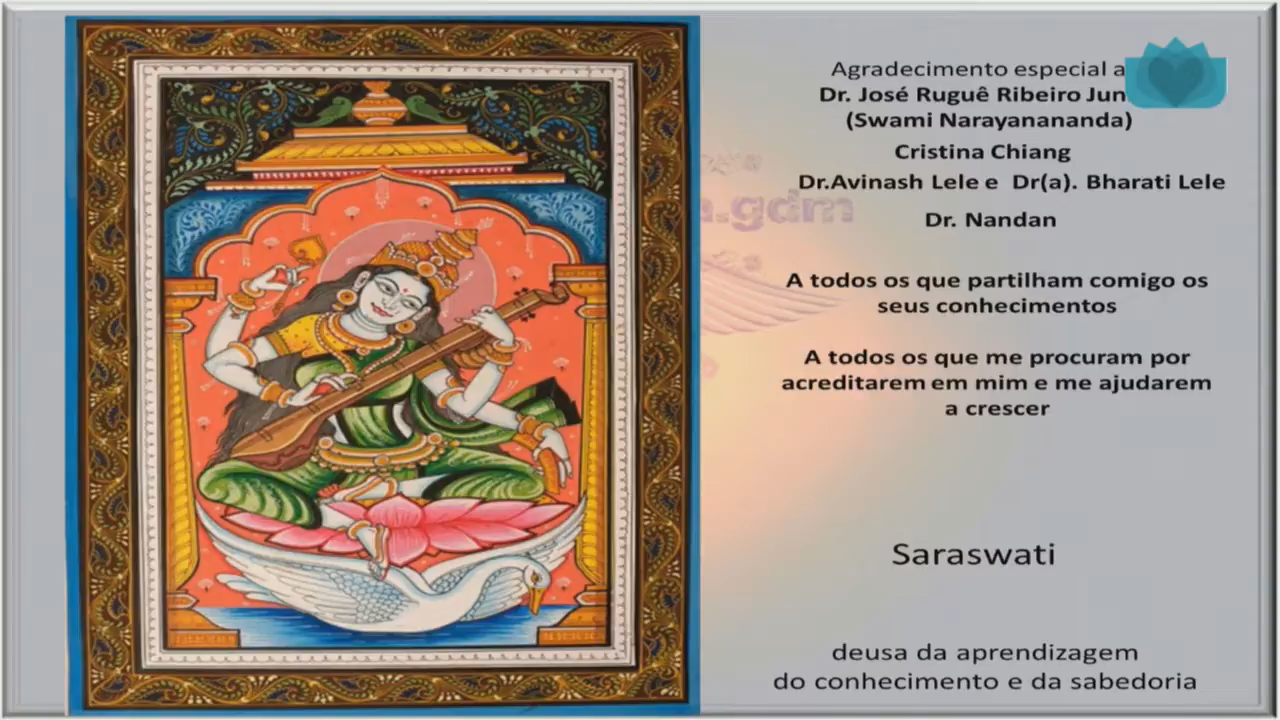 Agradecimento especial a
Dr. José Ruguê Ribeiro Jun
(Swami Narayanananda)
Cristina Chiang
Dr.Avinash Lele e Dr(a). Bharati Lele
Dr. Nandan
A todos os que partilham comigo os
seus conhecimentos
A todos os que me procuram por
acreditarem em mim e me ajudarem
a crescer
Saraswati
deusa da aprendizagem
do conhecimento e da sabedoria